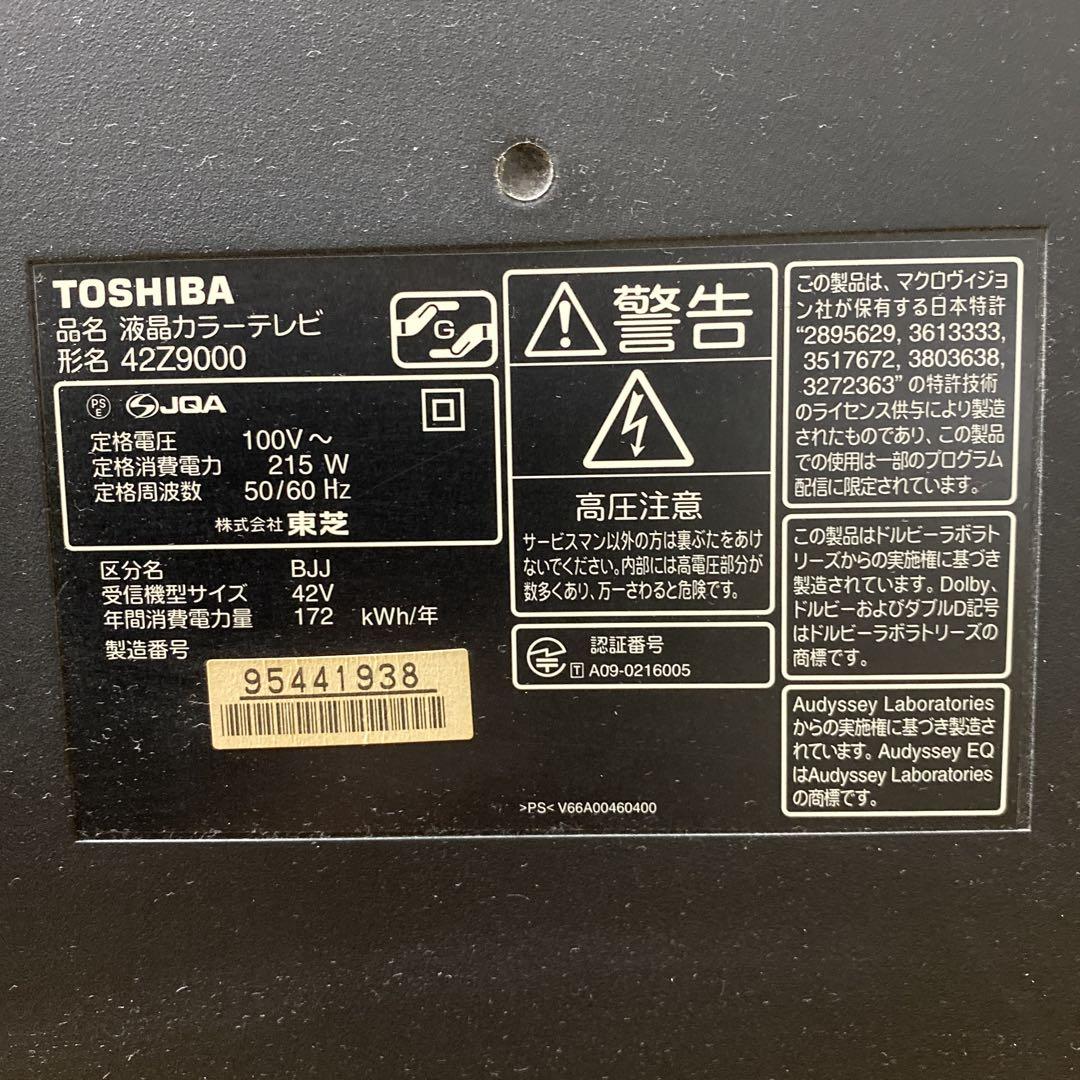 TOSHIBA
品名 液晶カラーテレビ
形名 42Z9000
G
PS
E
JQA
定格電圧 100V～
定格消費電力 215 W
定格周波数 50/60 Hz
株式会社 東芝
区分名 BJJ
受信機型サイズ 42V
年間消費電力量 172 kWh/年
製造番号
95441938
警告
高圧注意
サービスマン以外の方は裏ぶたをあけ
ないでください。内部には高電圧部分が
数多くあり、万一さわると危険です。
認証番号
T A09-0216005
>PS< V66A00460400
この製品は、マクロヴィジョ
ン社が保有する日本特許
“2895629, 3613333,
3517672, 3803638,
3272363” の特許技術
のライセンス供与により製造
されたものであり、この製品
での使用は一部のプログラム
配信に限定されています。
この製品はドルビーラボラト
リーズからの実施権に基づき
製造されています。Dolby、
ドルビーおよびダブルD記号
はドルビーラボラトリーズの
商標です。
Audyssey Laboratories
からの実施権に基づき製造さ
れています。Audyssey EQ
はAudyssey Laboratories
の商標です。